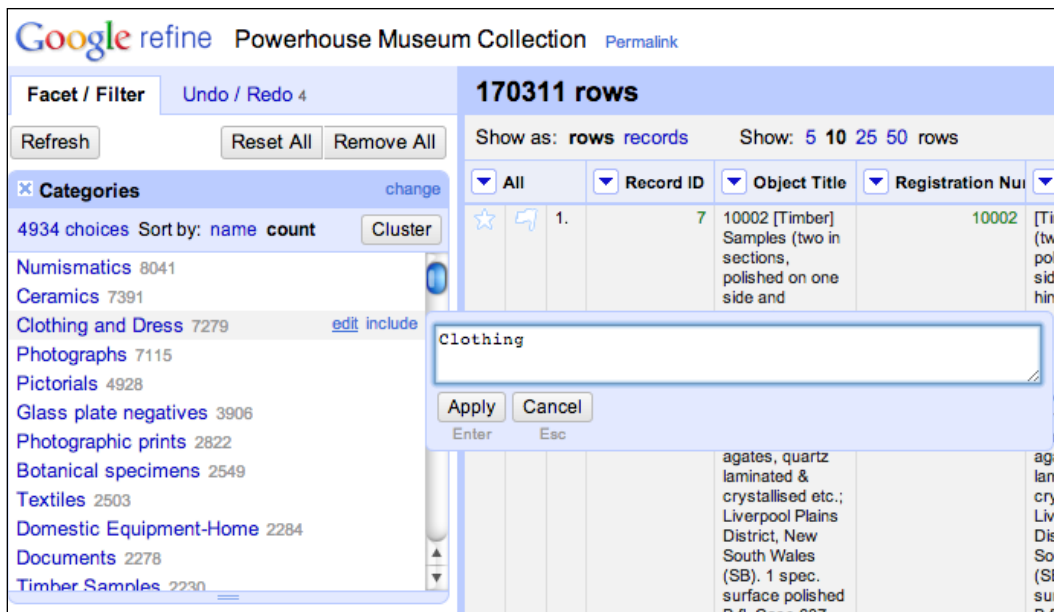 Google refine Powerhouse Museum Collection Permalink
Facet / Filter Undo / Redo 4
Refresh Reset All Remove All
Categories change
4934 choices Sort by: name count Cluster
Numismatics 8041
Ceramics 7391
Clothing and Dress 7279 edit include
Photographs 7115
Pictorials 4928
Glass plate negatives 3906
Photographic prints 2822
Botanical specimens 2549
Textiles 2503
Domestic Equipment-Home 2284
Documents 2278
Timber Samples 2230
170311 rows
Show as: rows records Show: 5 10 25 50 rows
All Record ID Object Title Registration Nu
1. 7 10002 [Timber] 10002
Samples (two in
sections,
polished on one
side and
Clothing
Apply Cancel
Enter Esc
agates, quartz
laminated &
crystallised etc.;
Liverpool Plains
District, New
South Wales
(SB). 1 spec.
surface polished